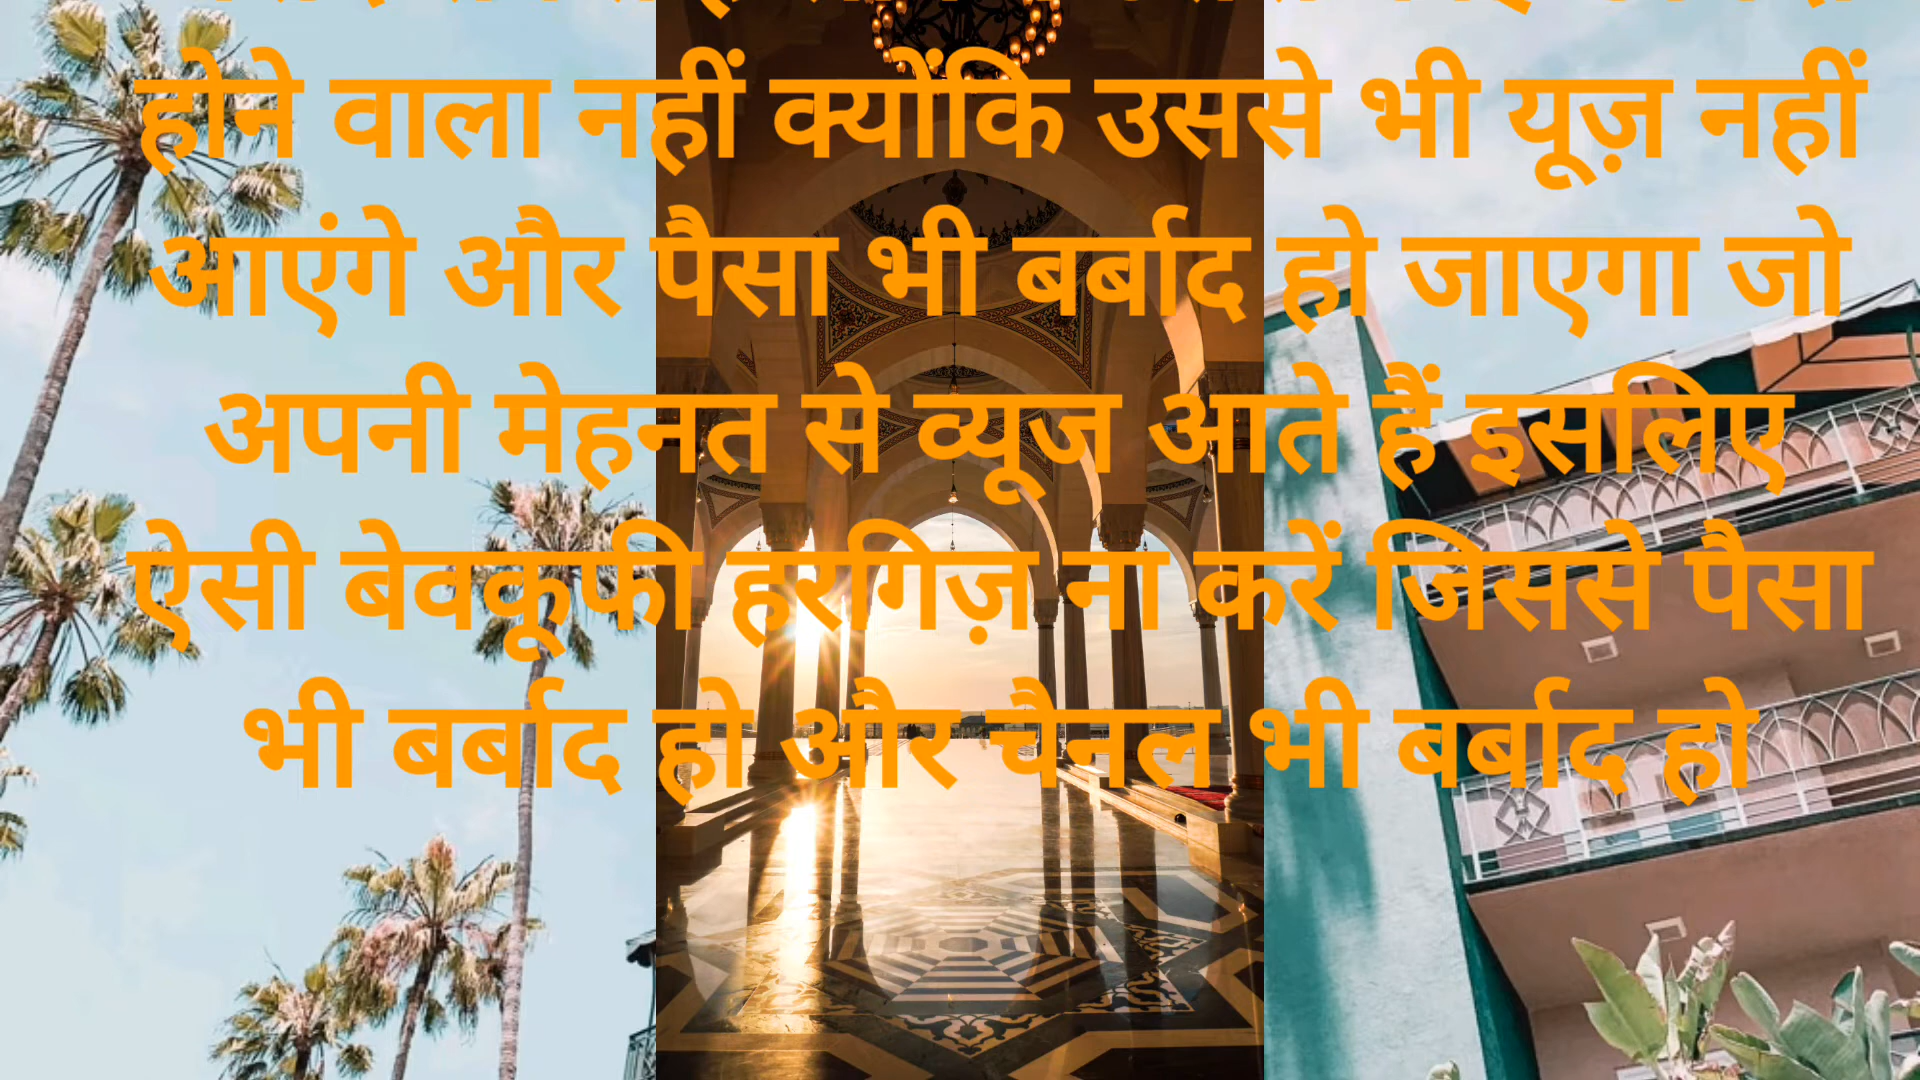 होने वाला नहीं क्योंकि उससे भी यूज़ नहीं
आएंगे और पैसा भी बर्बाद हो जाएगा जो
अपनी मेहनत से व्यूज आते हैं इसलिए
ऐसी बेवकूफी हरगिज़ ना करें जिससे पैसा
भी बर्बाद हो और चैनल भी बर्बाद हो